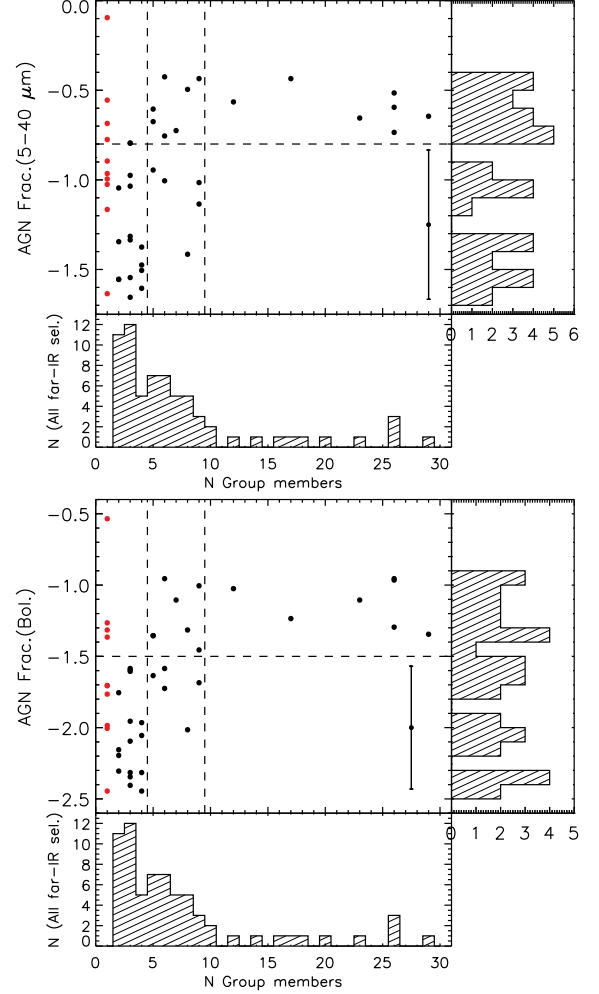 0.0
−0.5
−1.0
−1.5
AGN Frac.(5−40 μm)
0 1 2 3 4 5 6
12
10
8
6
4
2
0
N (All far−IR sel.)
0 5 10 15 20 25 30
N Group members
−0.5
−1.0
−1.5
−2.0
−2.5
AGN Frac.(Bol.)
0 1 2 3 4 5
12
10
8
6
4
2
0
N (All far−IR sel.)
0 5 10 15 20 25 30
N Group members